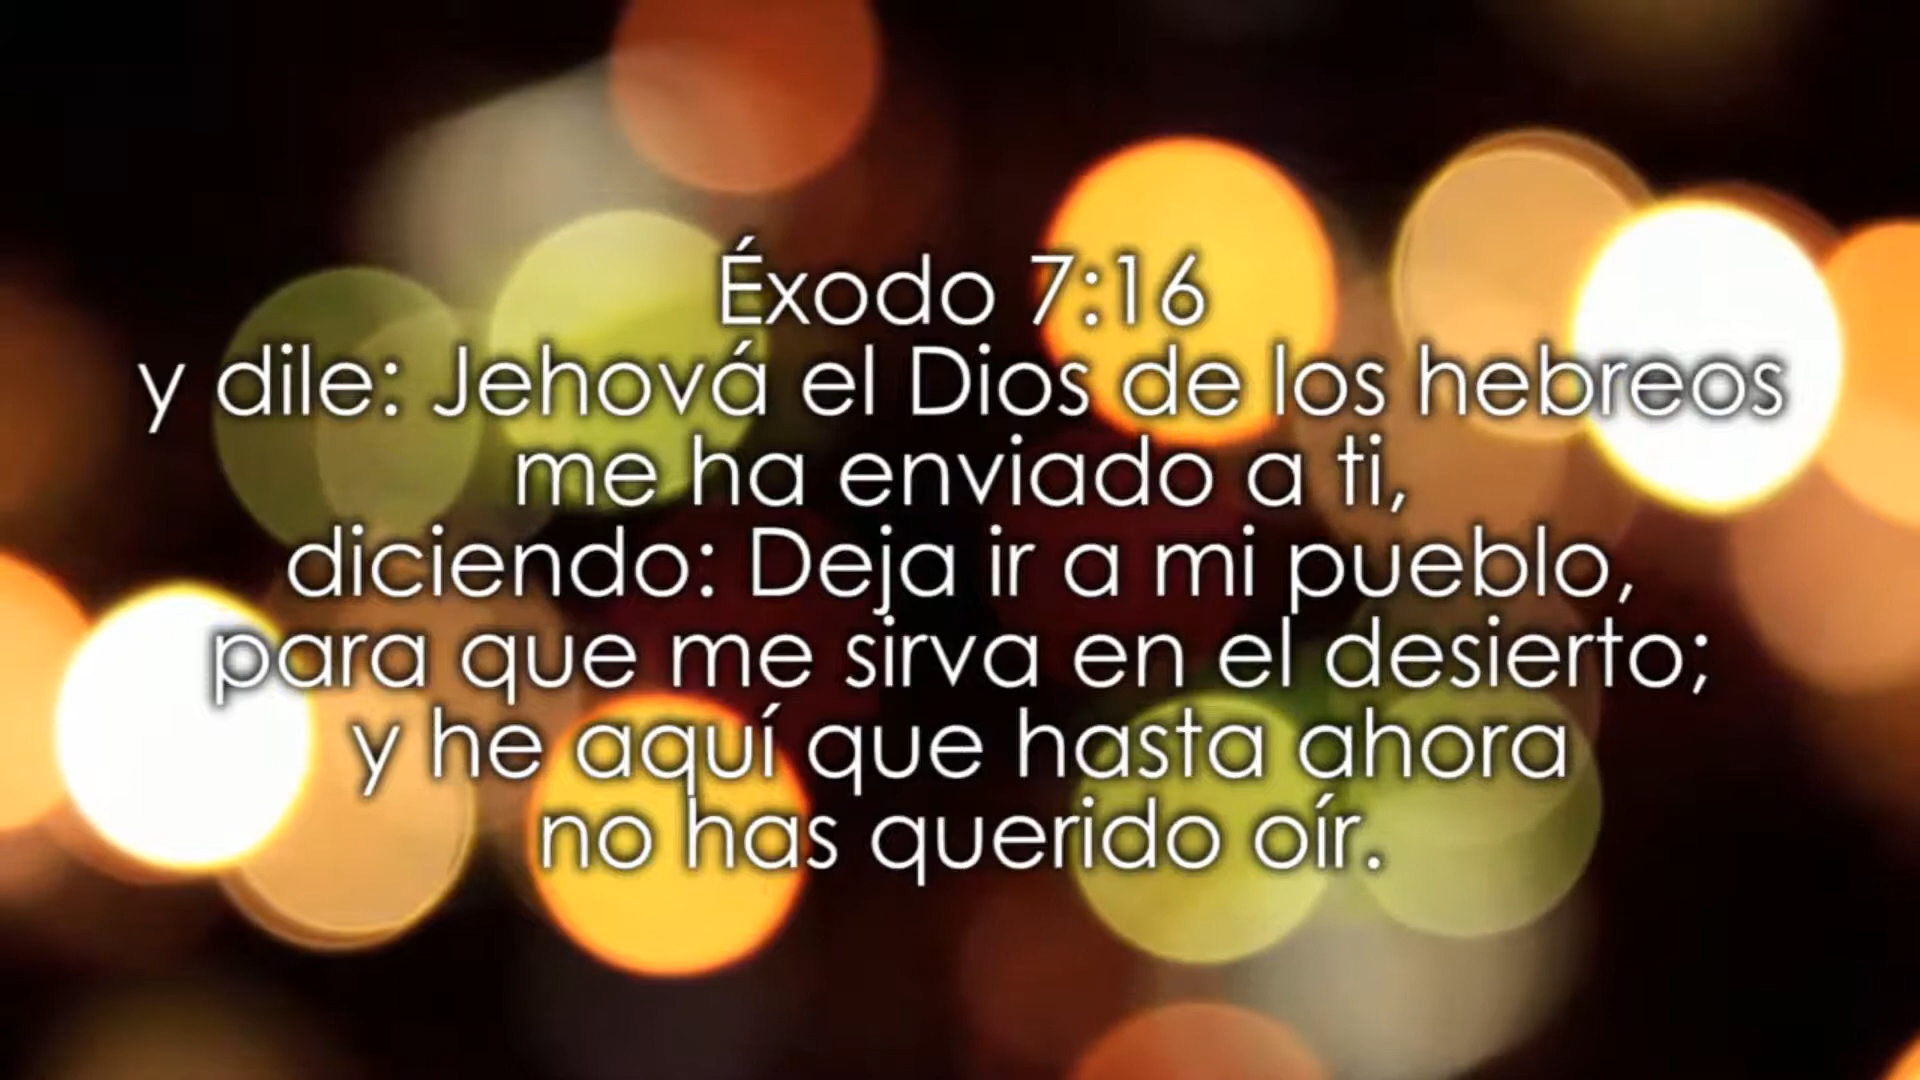 Éxodo 7:16
y dile: Jehová el Dios de los hebreos
me ha enviado a ti,
diciendo: Deja ir a mi pueblo,
para que me sirva en el desierto;
y he aquí que hasta ahora
no has querido oír.